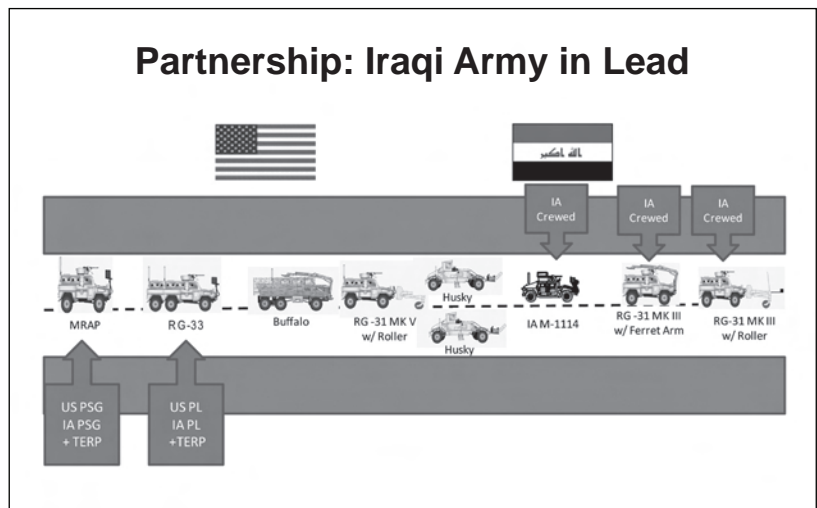 Partnership: Iraqi Army in Lead
الله اكبر
IA
Crewed
IA
Crewed
IA
Crewed
MRAP
RG-33
Buffalo
RG-31 MK V
w/ Roller
Husky
Husky
IA M-1114
RG-31 MK III
w/ Ferret Arm
RG-31 MK III
w/ Roller
US PSG
IA PSG
+ TERP
US PL
IA PL
+TERP